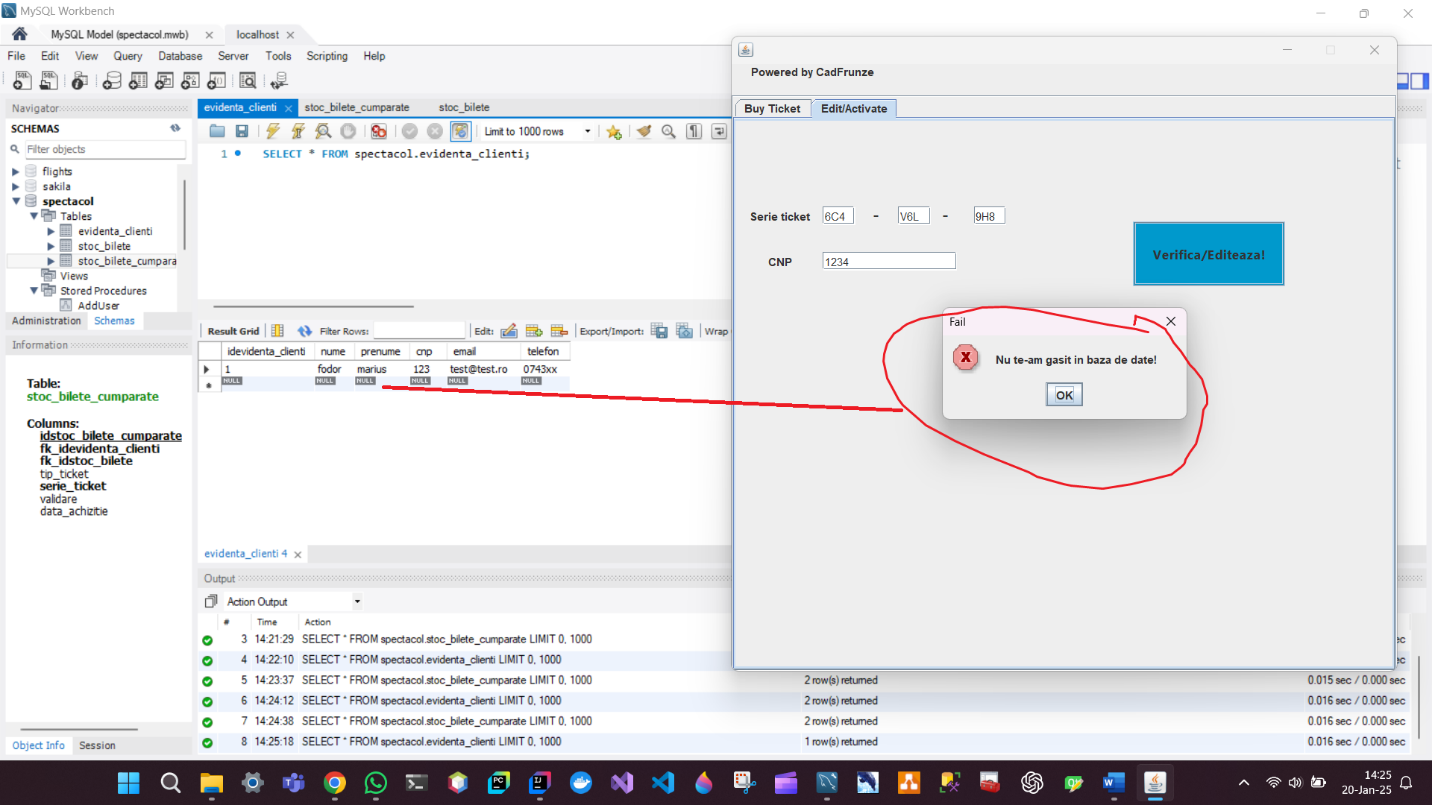 MySQL Workbench
MySQL Model (spectacol.mwb)
localhost
File Edit View Query Database Server Tools Scripting Help
Navigator
SCHEMAS
Filter objects
flights
sakila
spectacol
Tables
evidenta_clienti
stoc_bilete
stoc_bilete_cumpara
Views
Stored Procedures
AddUser
Administration Schemas
Information
Table:
stoc_bilete_cumparate
Columns:
idstoc_bilete_cumparate
fk_idevidenta_clienti
fk_idstoc_bilete
tip_ticket
serie_ticket
validare
data_achizitie
Object Info Session
evidenta_clienti stoc_bilete_cumparate stoc_bilete
Limit to 1000 rows
1 SELECT * FROM spectacol.evidenta_clienti;
Result Grid Filter Rows: Edit: Export/Import: Wrap
idevidenta_clienti nume prenume cnp email telefon
1 fodor marius 123 test@test.ro 0743xx
NULL NULL NULL NULL NULL NULL
evidenta_clienti 4
Output
Action Output
# Time Action
3 14:21:29 SELECT * FROM spectacol.stoc_bilete_cumparate LIMIT 0, 1000
4 14:22:10 SELECT * FROM spectacol.evidenta_clienti LIMIT 0, 1000
5 14:23:37 SELECT * FROM spectacol.stoc_bilete_cumparate LIMIT 0, 1000 2 row(s) returned 0.015 sec / 0.000 sec
6 14:24:12 SELECT * FROM spectacol.evidenta_clienti LIMIT 0, 1000 2 row(s) returned 0.016 sec / 0.000 sec
7 14:24:38 SELECT * FROM spectacol.stoc_bilete_cumparate LIMIT 0, 1000 2 row(s) returned 0.016 sec / 0.000 sec
8 14:25:18 SELECT * FROM spectacol.evidenta_clienti LIMIT 0, 1000 1 row(s) returned 0.016 sec / 0.000 sec
Powered by CadFrunze
Buy Ticket Edit/Activate
Serie ticket 6C4 - V6L - 9H8
CNP 1234
Verifica/Editeaza!
Fail
Nu te-am gasit in baza de date!
OK
14:25
20-Jan-25